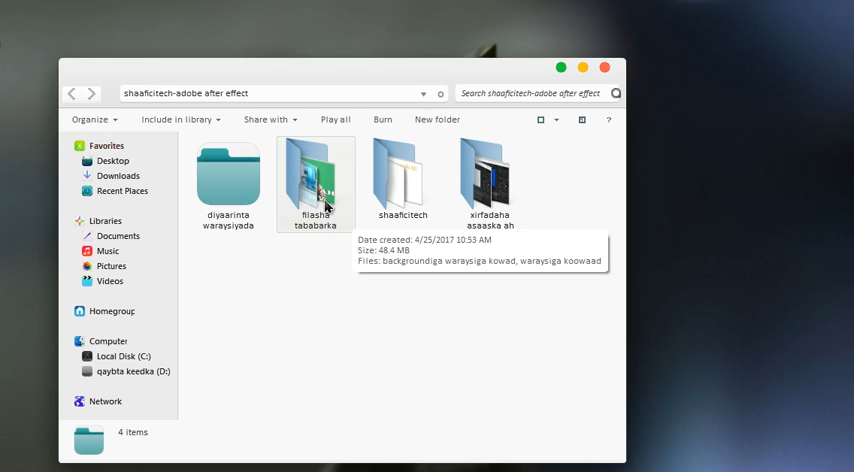 shaaficitech-adobe after effect
Search shaaficitech-adobe after effect
Organize Include in library Share with Play all Burn New folder ?
Favorites
Desktop
Downloads
Recent Places
Libraries
Documents
Music
Pictures
Videos
Homegroup
Computer
Local Disk (C:)
qaybta keedka (D:)
Network
diyaarinta
waraysiyada
filasha
tababarka
shaaficitech
xirfadaha
asaaska ah
Date created: 4/25/2017 10:53 AM
Size: 48.4 MB
Files: backgroundiga waraysiga kowad, waraysiga koowaad
4 items